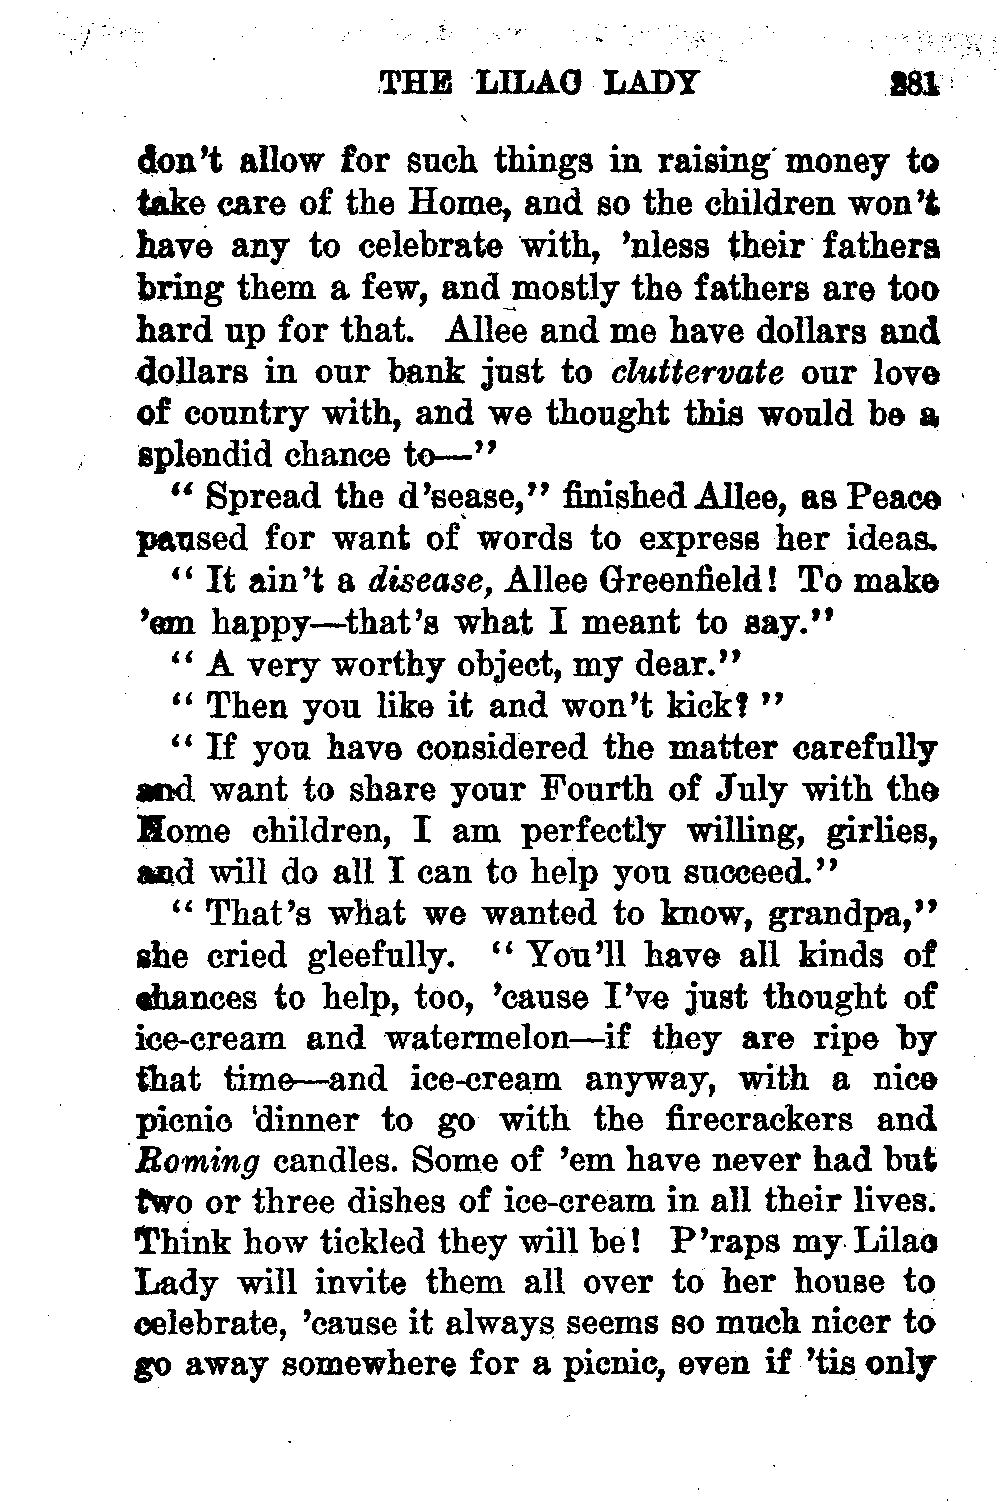 THE LILAC LADY 281
don't allow for such things in raising money to
take care of the Home, and so the children won't
have any to celebrate with, 'nless their fathers
bring them a few, and mostly the fathers are too
hard up for that. Allee and me have dollars and
dollars in our bank just to cluttervate our love
of country with, and we thought this would be a
splendid chance to—"
" Spread the d'sease," finished Allee, as Peace
paused for want of words to express her ideas.
" It ain't a disease, Allee Greenfield! To make
'em happy—that's what I meant to say."
" A very worthy object, my dear."
" Then you like it and won't kick? "
" If you have considered the matter carefully
and want to share your Fourth of July with the
Home children, I am perfectly willing, girlies,
and will do all I can to help you succeed."
" That's what we wanted to know, grandpa,"
she cried gleefully. " You'll have all kinds of
chances to help, too, 'cause I've just thought of
ice-cream and watermelon—if they are ripe by
that time—and ice-cream anyway, with a nice
picnic dinner to go with the firecrackers and
Roming candles. Some of 'em have never had but
two or three dishes of ice-cream in all their lives.
Think how tickled they will be! P'raps my Lilac
Lady will invite them all over to her house to
celebrate, 'cause it always seems so much nicer to
go away somewhere for a picnic, even if 'tis only